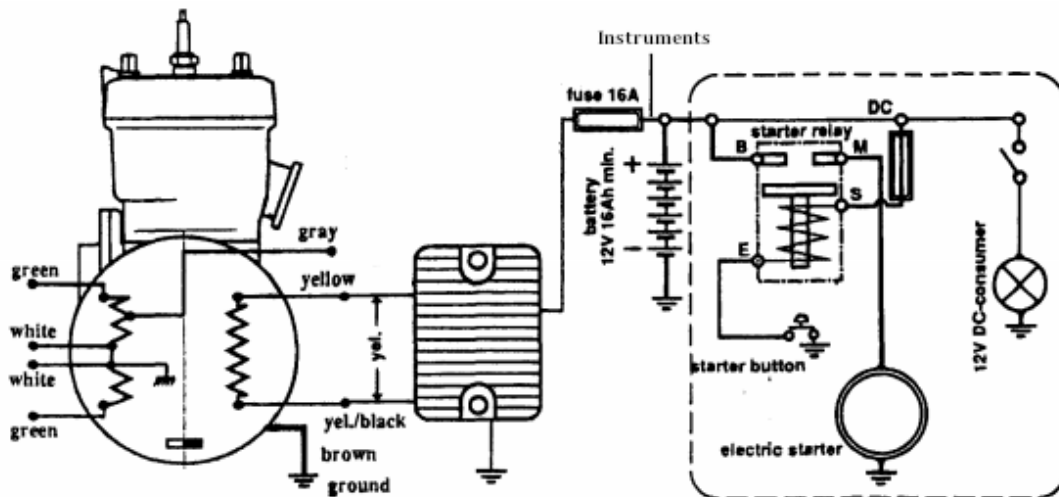 Instruments
fuse 16A
DC
starter relay
B
M
+
S
battery
12V 16Ah min.
−
E
gray
green
yellow
white
yel.
white
green
yel./black
brown
ground
starter button
electric starter
12V DC-consumer